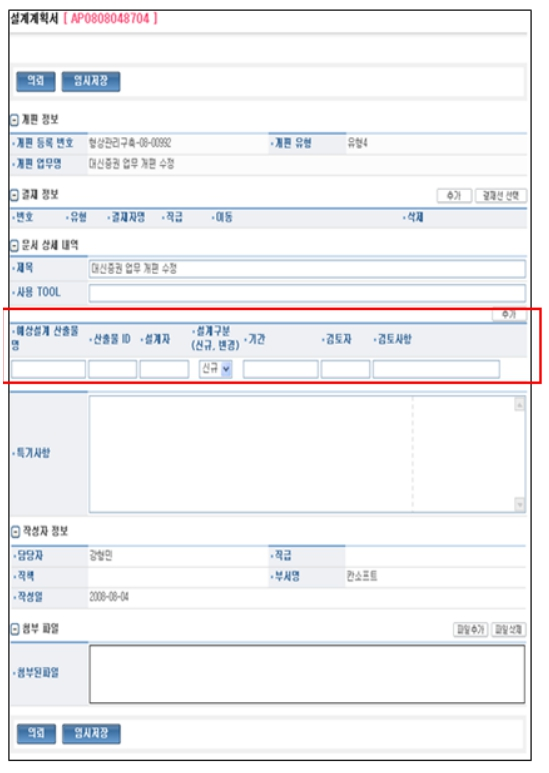 설계계획서 [ AP0808048704 ]
의뢰 임시저장
개편 정보
개편 등록 번호 형상관리구축-08-00992 개편 유형 유형4
개편 업무명 대신증권 업무 개편 수정
결재 정보 추가 결재선 선택
번호 유형 결재자명 직급 이동 삭제
문서 상세 내역
제목 대신증권 업무 개편 수정
사용 TOOL
추가
예상설계 산출물명 산출물 ID 설계자 설계구분 (신규, 변경) 기간 검토자 검토사항
신규
특기사항
작성자 정보
담당자 강형민 직급
직책 부서명 칸소프트
작성일 2008-08-04
첨부 파일 파일추가 파일삭제
첨부된파일
의뢰 임시저장